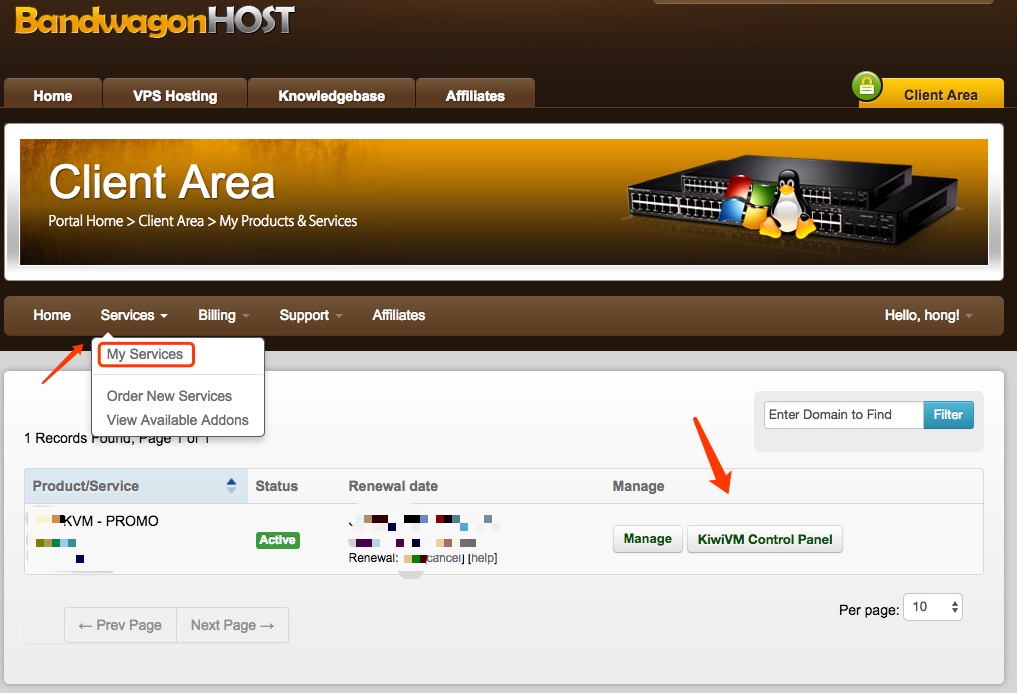 BandwagonHOST
Home VPS Hosting Knowledgebase Affiliates Client Area
Client Area
Portal Home > Client Area > My Products & Services
Home Services Billing Support Affiliates Hello, hong!
My Services
Order New Services
View Available Addons
Enter Domain to Find Filter
1 Records Found, Page 1 of 1
Product/Service Status Renewal date Manage
KVM - PROMO
Active
Renewal: cancel] [help]
Manage KiwiVM Control Panel
Per page: 10
← Prev Page Next Page →